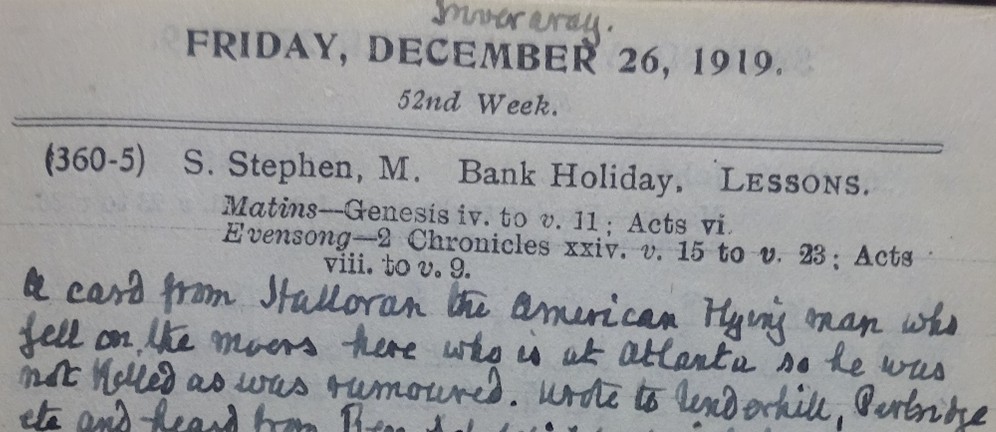 Inveraray.
FRIDAY, DECEMBER 26, 1919.
52nd Week.
(360-5) S. Stephen, M. Bank Holiday. LESSONS.
Matins—Genesis iv. to v. 11; Acts vi.
Evensong—2 Chronicles xxiv. v. 15 to v. 23; Acts
viii. to v. 9.
A card from Halloran the American Flying man who
fell on the moors here who is at Atlanta so he was
not Killed as was rumoured. Wrote to Underhill, Partridge
etc and heard from